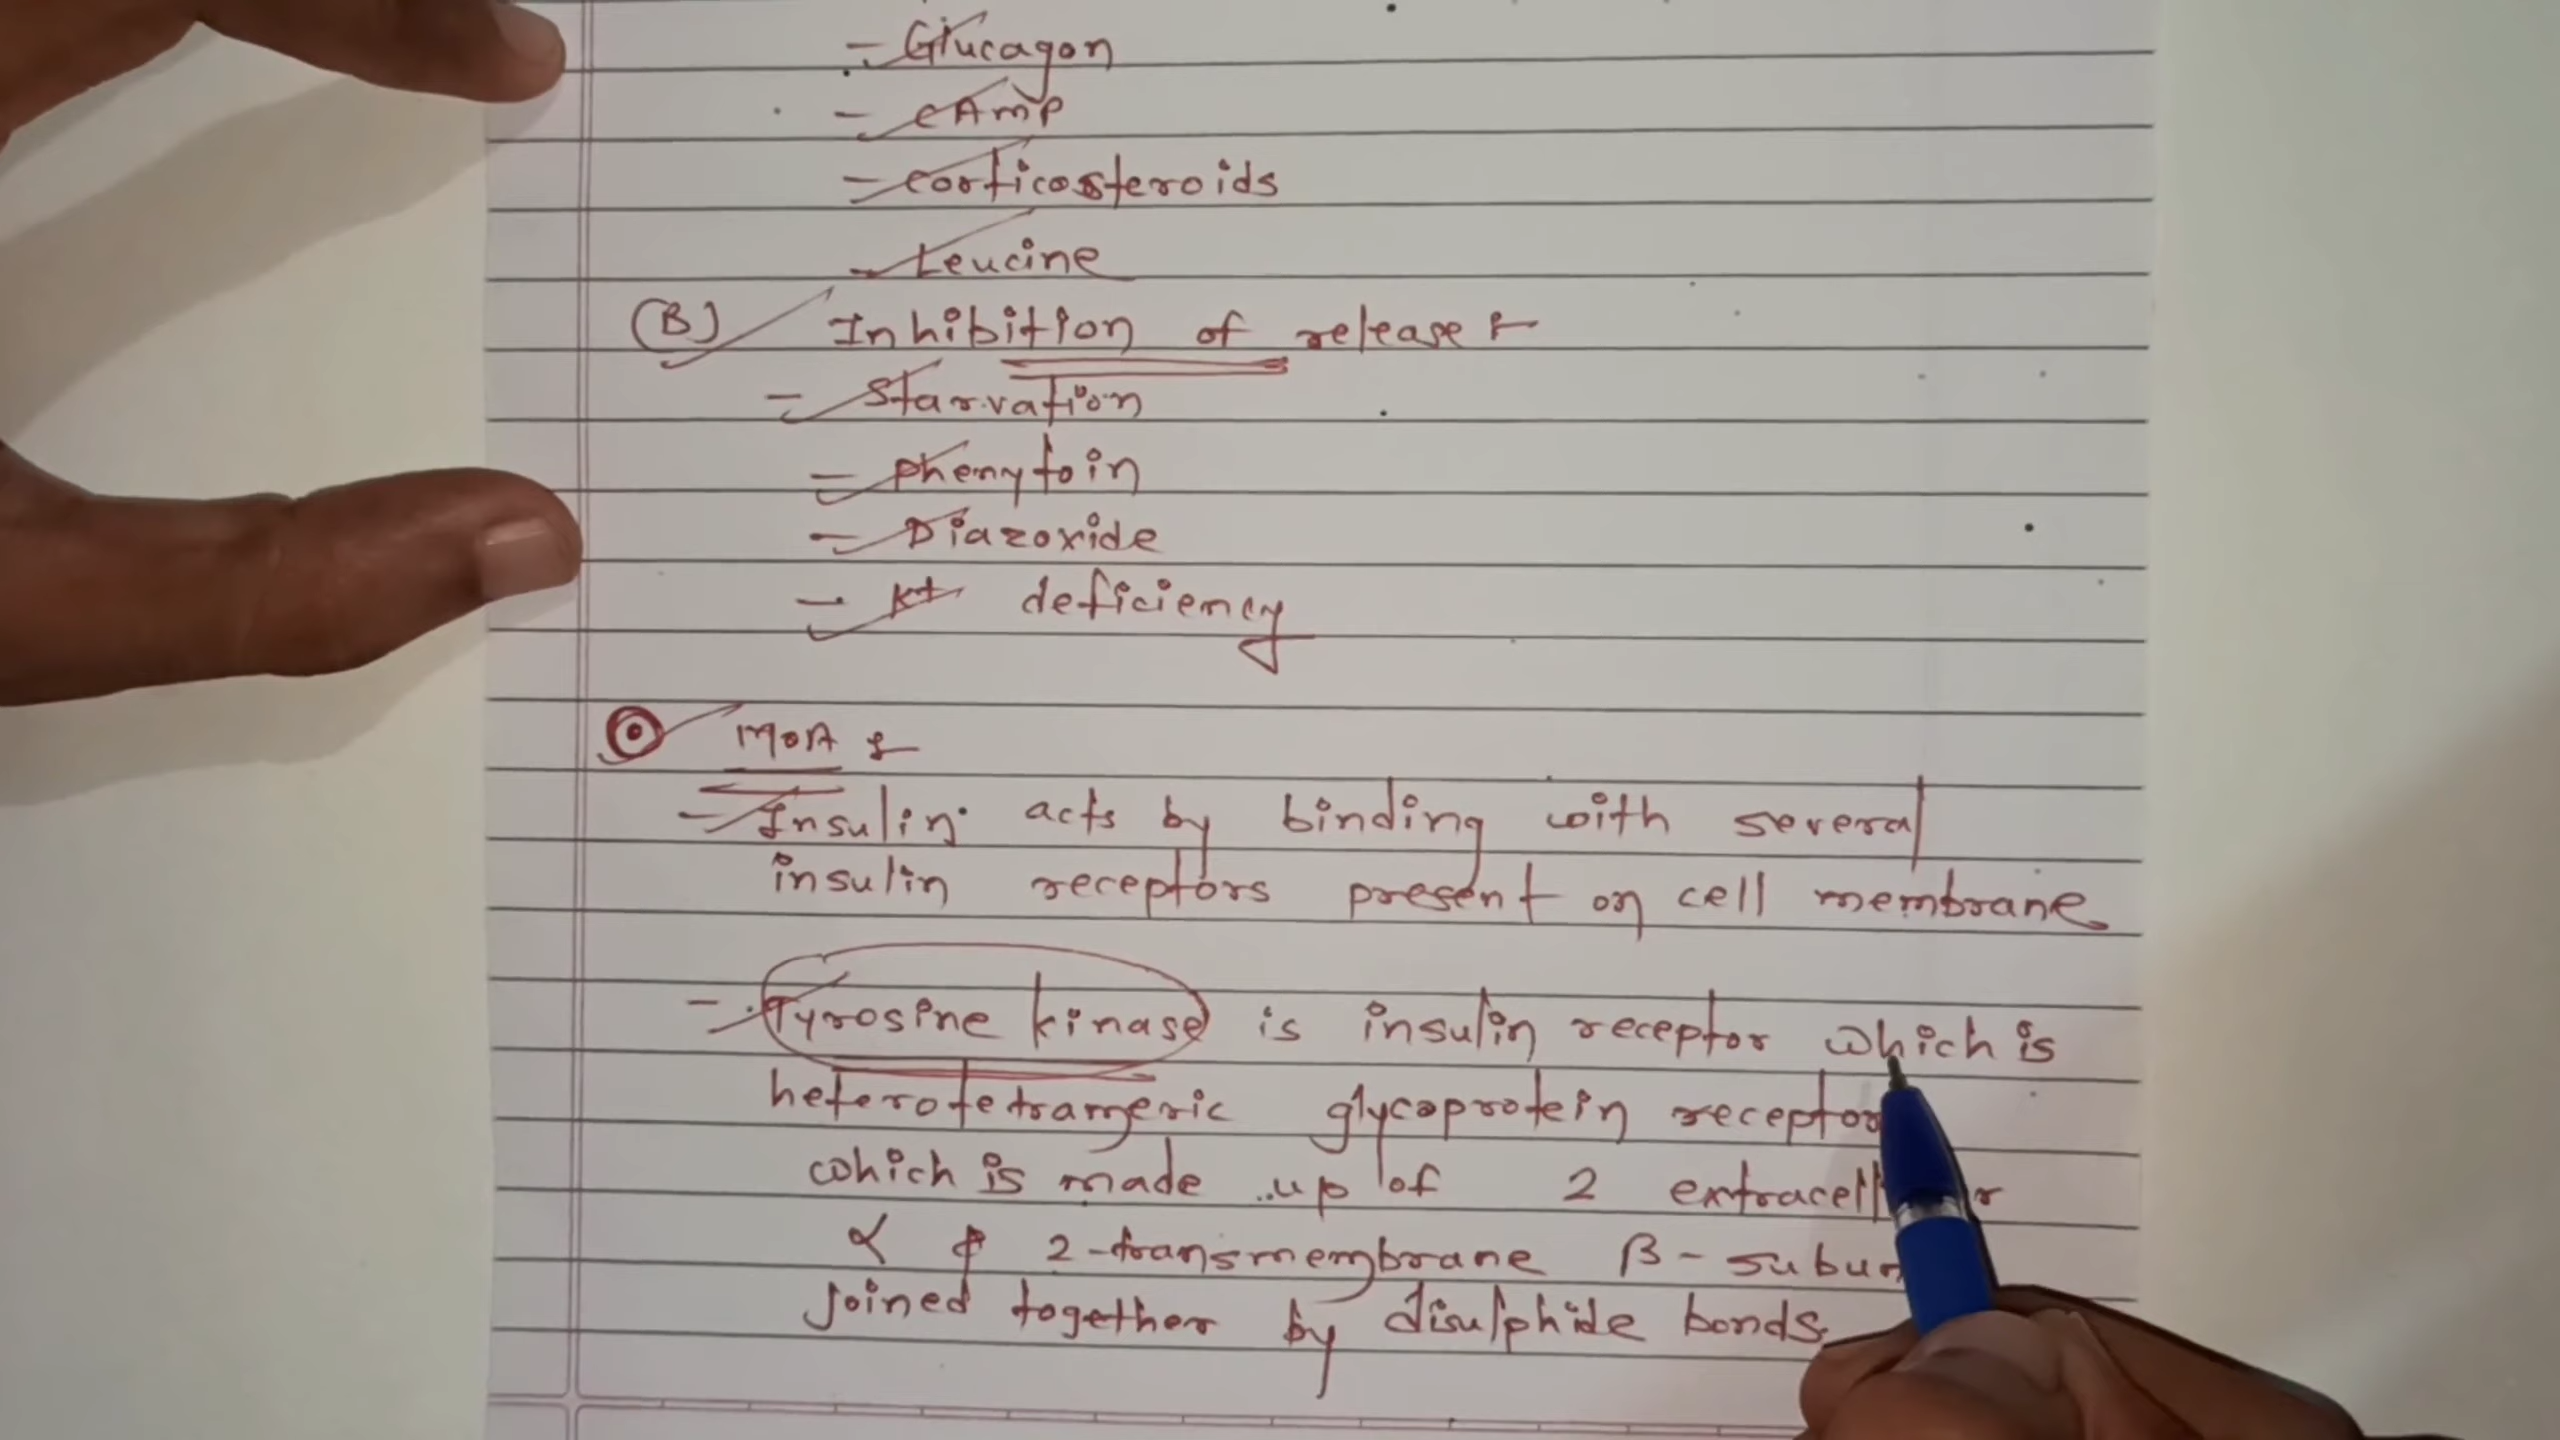 - Glucagon
- cAMP
- corticosteroids
- Leucine
(B) Inhibition of release :-
- Starvation
- phenytoin
- Diazoxide
- K+ deficiency
MOA :-
- Insulin acts by binding with several
insulin receptors present on cell membrane
- Tyrosine kinase is insulin receptor which is
heterotetrameric glycoprotein receptor
which is made up of 2
α & 2-transmembrane β-
joined together by disulphide bonds.